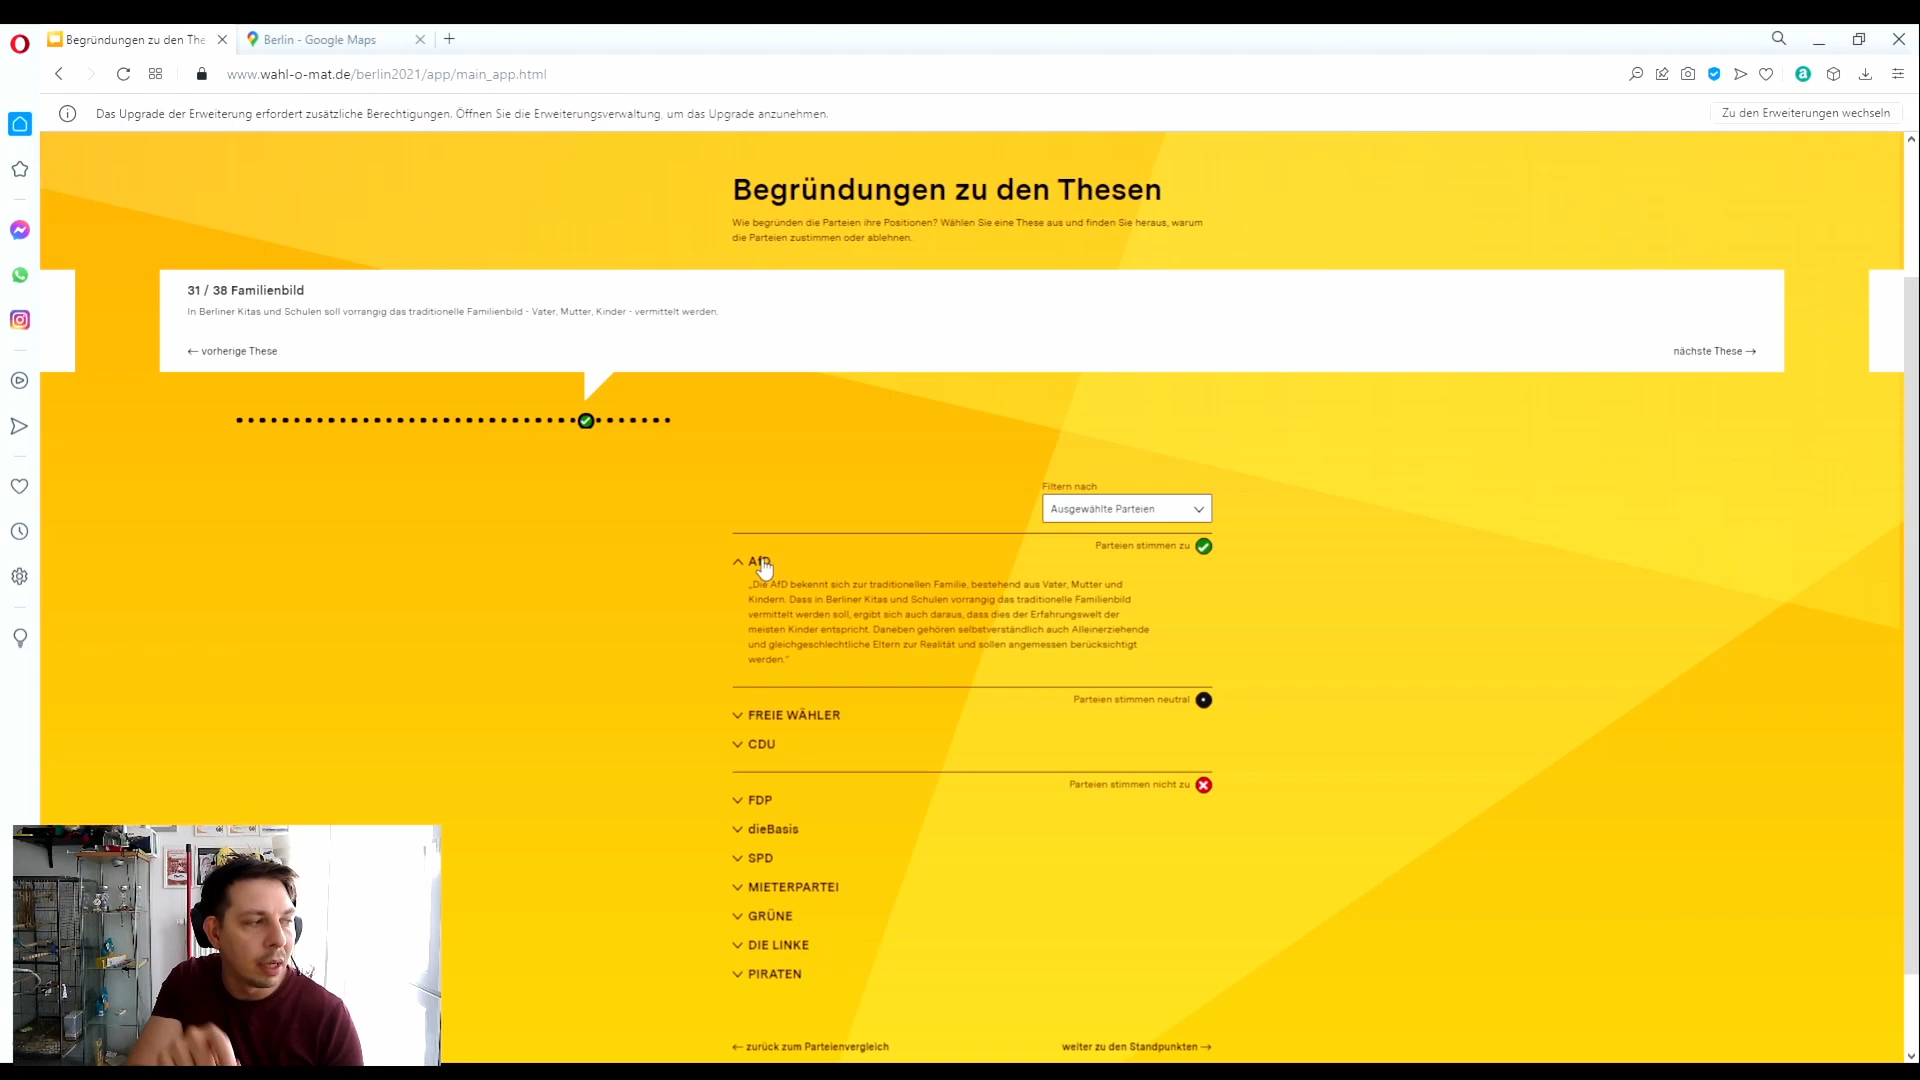 Begründungen zu den The
Berlin - Google Maps
www.wahl-o-mat.de/berlin2021/app/main_app.html
Das Upgrade der Erweiterung erfordert zusätzliche Berechtigungen. Öffnen Sie die Erweiterungsverwaltung, um das Upgrade anzunehmen.
Zu den Erweiterungen wechseln
Begründungen zu den Thesen
Wie begründen die Parteien ihre Positionen? Wählen Sie eine These aus und finden Sie heraus, warum
die Parteien zustimmen oder ablehnen.
31 / 38 Familienbild
In Berliner Kitas und Schulen soll vorrangig das traditionelle Familienbild - Vater, Mutter, Kinder - vermittelt werden.
← vorherige These
nächste These →
Filtern nach
Ausgewählte Parteien
Parteien stimmen zu
AfD
„Die AfD bekennt sich zur traditionellen Familie, bestehend aus Vater, Mutter und
Kindern. Dass in Berliner Kitas und Schulen vorrangig das traditionelle Familienbild
vermittelt werden soll, ergibt sich auch daraus, dass dies der Erfahrungswelt der
meisten Kinder entspricht. Daneben gehören selbstverständlich auch Alleinerziehende
und gleichgeschlechtliche Eltern zur Realität und sollen angemessen berücksichtigt
werden."
Parteien stimmen neutral
FREIE WÄHLER
CDU
Parteien stimmen nicht zu
FDP
dieBasis
SPD
MIETERPARTEI
GRÜNE
DIE LINKE
PIRATEN
← zurück zum Parteienvergleich
weiter zu den Standpunkten →